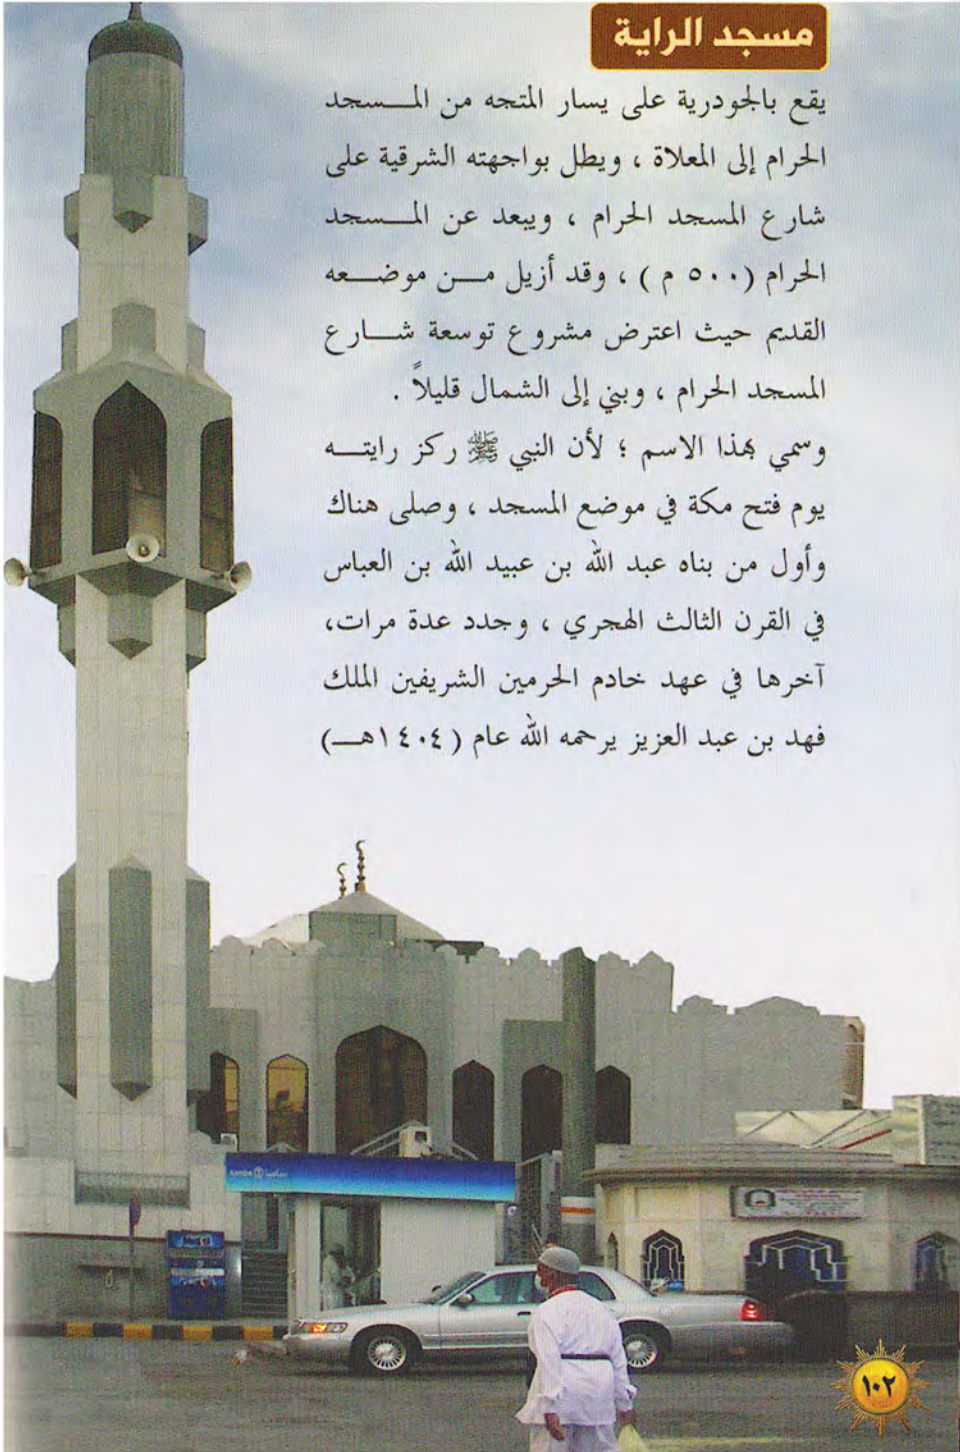 مسجد الراية
يقع بالجودرية على يسار المتجه من المسجد
الحرام إلى المعلاة ، ويطل بواجهته الشرقية على
شارع المسجد الحرام ، ويبعد عن المسجد
الحرام (٥٠٠ م ) ، وقد أزيل من موضعه
القديم حيث اعترض مشروع توسعة شارع
المسجد الحرام ، وبني إلى الشمال قليلاً .
وسمي بهذا الاسم ؛ لأن النبي ﷺ ركز رايته
يوم فتح مكة في موضع المسجد ، وصلى هناك
وأول من بناه عبد الله بن عبيد الله بن العباس
في القرن الثالث الهجري ، وجدد عدة مرات،
آخرها في عهد خادم الحرمين الشريفين الملك
فهد بن عبد العزيز يرحمه الله عام (١٤٠٤هـ)
samba سامبا
١٠٢